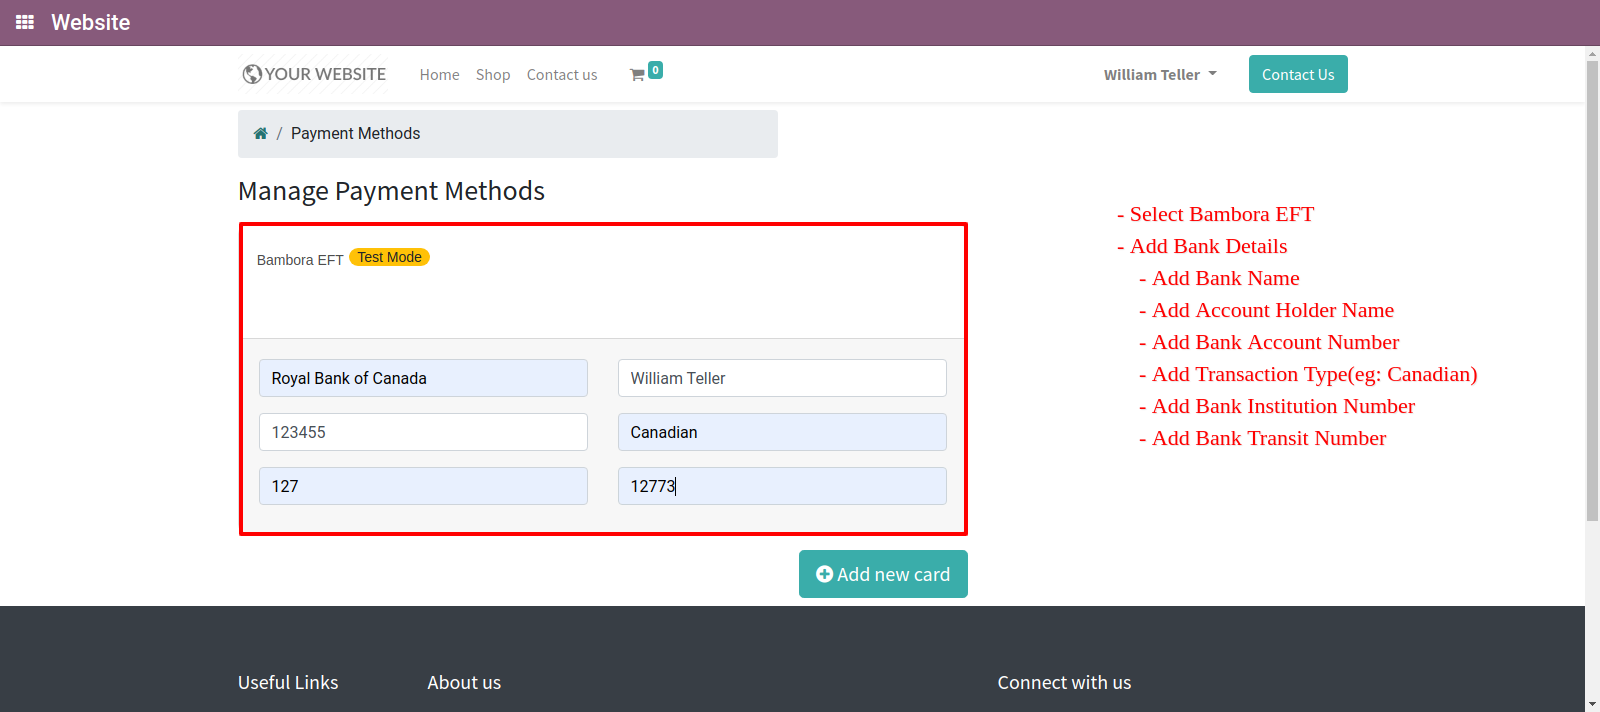 Website
YOUR WEBSITE Home Shop Contact us 0 William Teller Contact Us
/ Payment Methods
Manage Payment Methods
Bambora EFT Test Mode
Royal Bank of Canada William Teller
123455 Canadian
127 12773
Add new card
- Select Bambora EFT
- Add Bank Details
- Add Bank Name
- Add Account Holder Name
- Add Bank Account Number
- Add Transaction Type(eg: Canadian)
- Add Bank Institution Number
- Add Bank Transit Number
Useful Links About us Connect with us